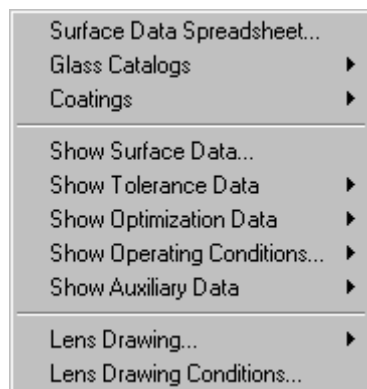 Surface Data Spreadsheet...
Glass Catalogs
Coatings
Show Surface Data...
Show Tolerance Data
Show Optimization Data
Show Operating Conditions...
Show Auxiliary Data
Lens Drawing...
Lens Drawing Conditions...